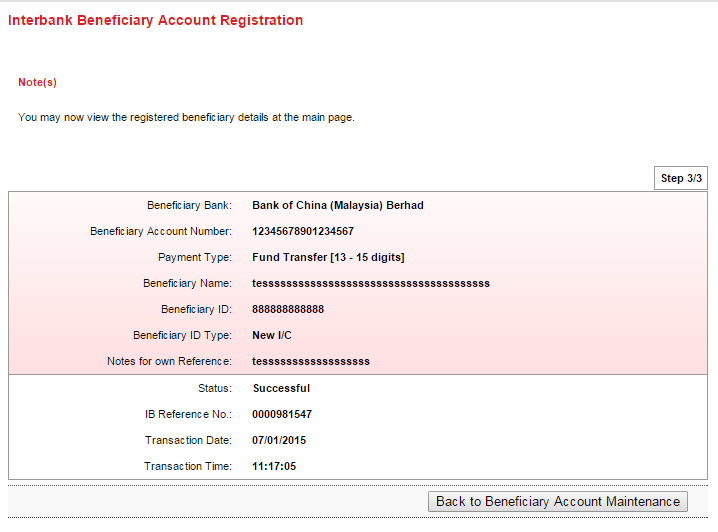 Interbank Beneficiary Account Registration
Note(s)
You may now view the registered beneficiary details at the main page.
Step 3/3
Beneficiary Bank: Bank of China (Malaysia) Berhad
Beneficiary Account Number: 12345678901234567
Payment Type: Fund Transfer [13 - 15 digits]
Beneficiary Name: tesssssssssssssssssssssssssssssssssssssss
Beneficiary ID: 888888888888
Beneficiary ID Type: New I/C
Notes for own Reference: tesssssssssssssssssss
Status: Successful
IB Reference No.: 0000981547
Transaction Date: 07/01/2015
Transaction Time: 11:17:05
Back to Beneficiary Account Maintenance